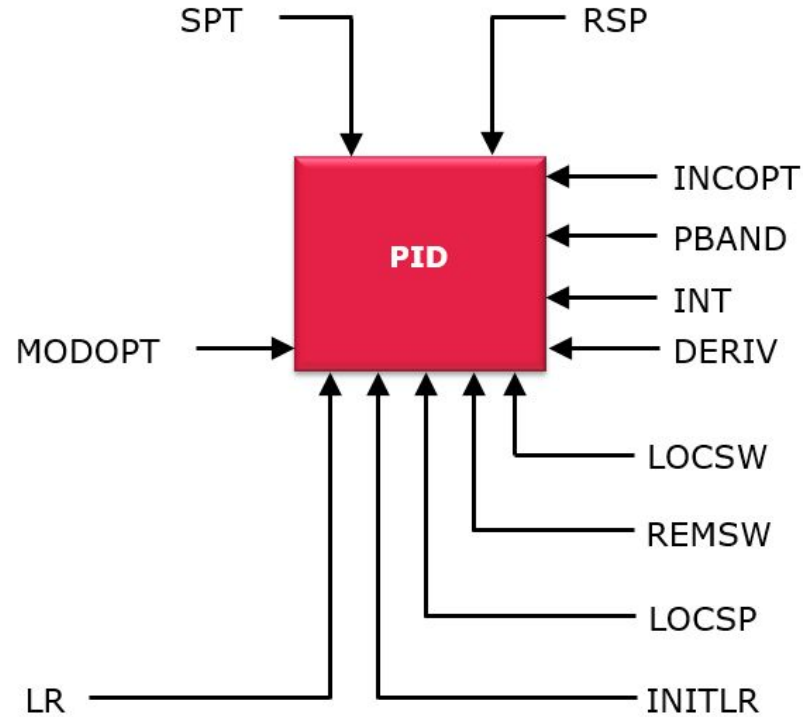 SPT
RSP
INCOPT
PBAND
PID
INT
MODOPT
DERIV
LOCSW
REMSW
LOCSP
LR
INITLR